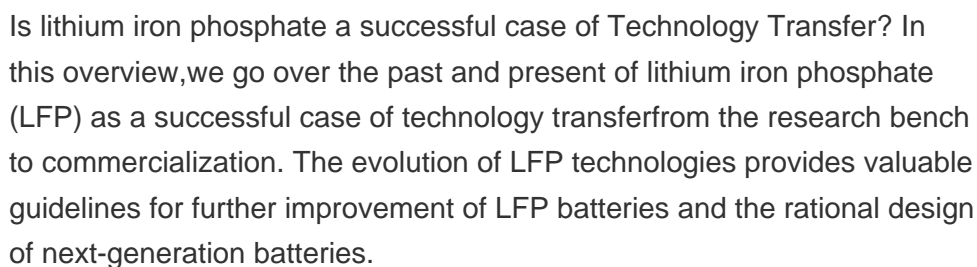 Is lithium iron phosphate a successful case of Technology Transfer? In
this overview,we go over the past and present of lithium iron phosphate
(LFP) as a successful case of technology transferfrom the research bench
to commercialization. The evolution of LFP technologies provides valuable
guidelines for further improvement of LFP batteries and the rational design
of next-generation batteries.